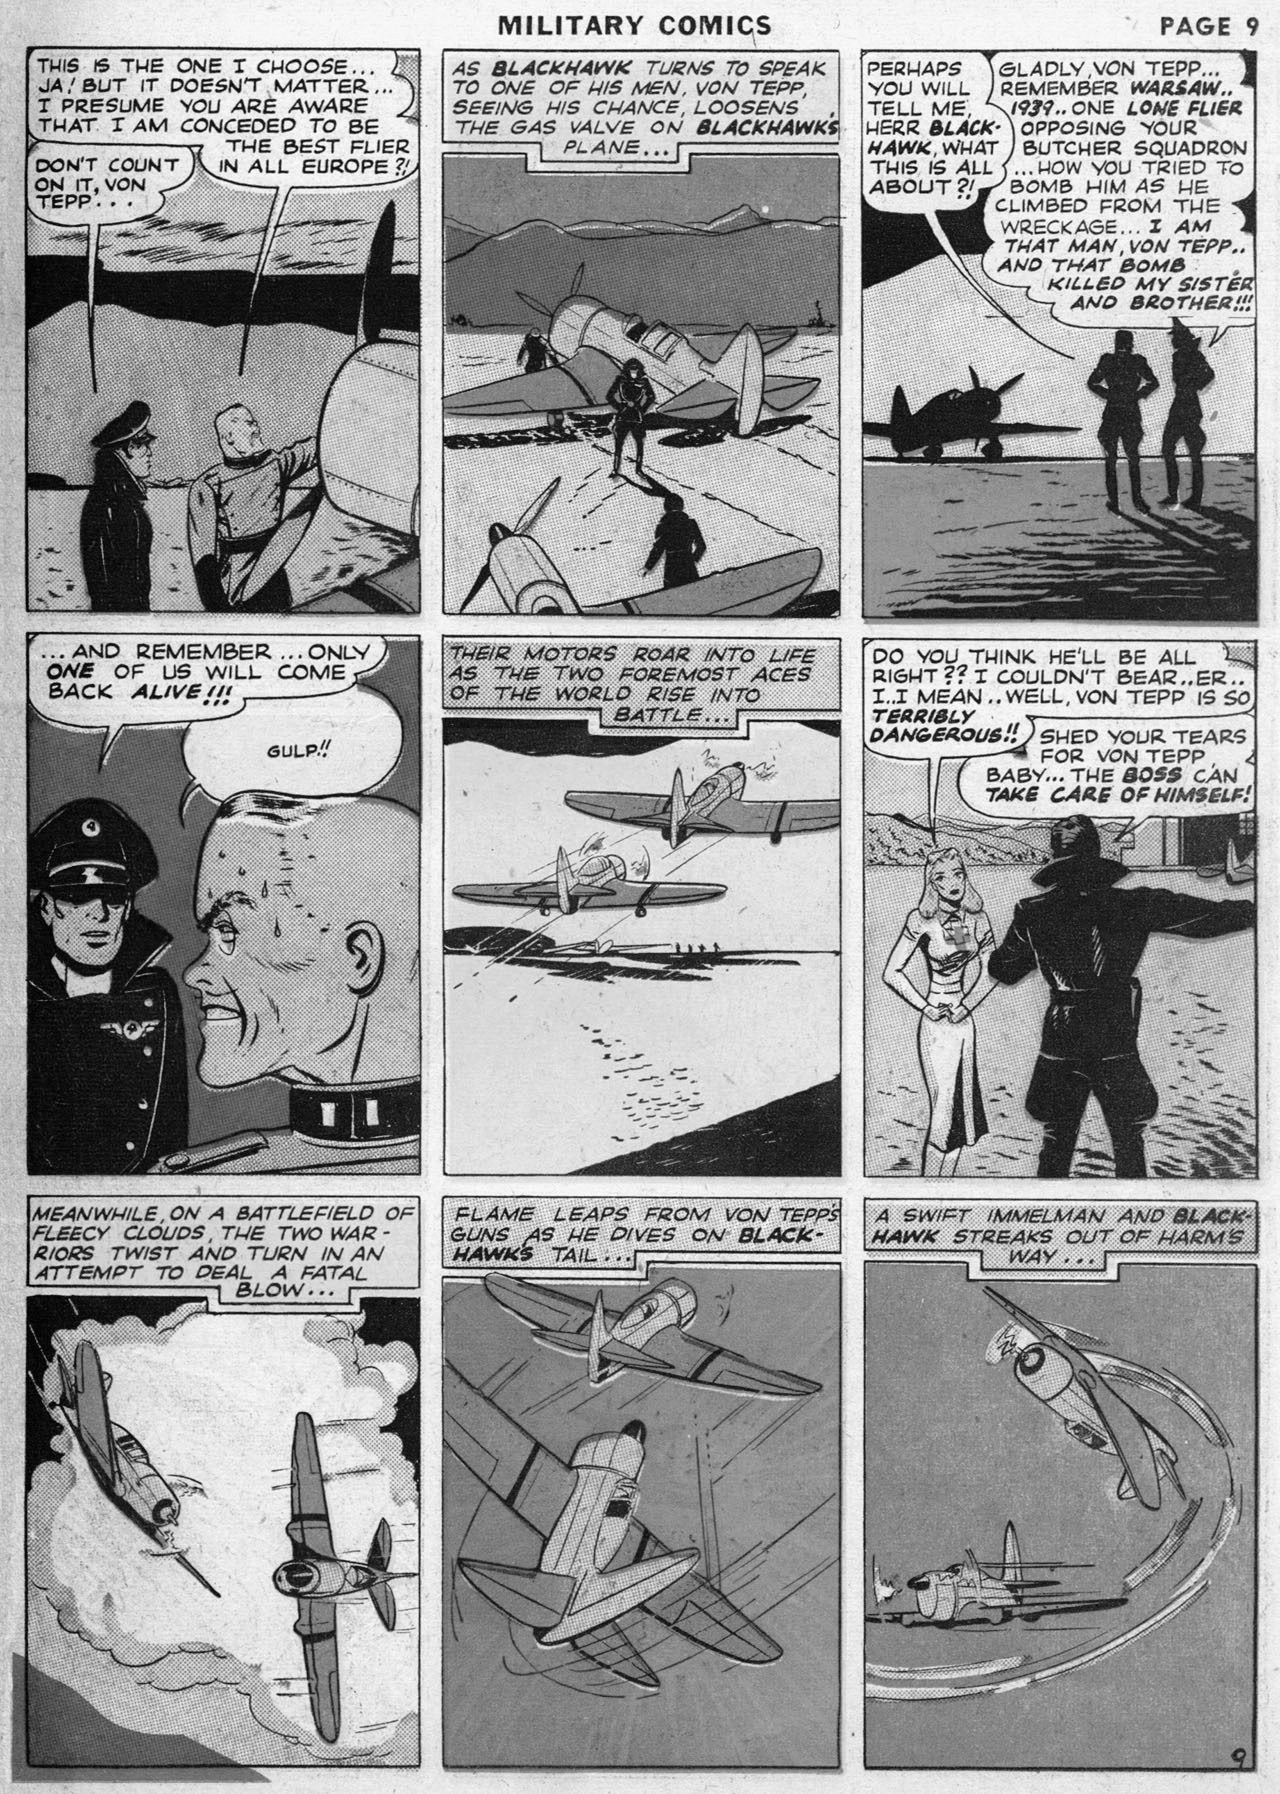 MILITARY COMICS
PAGE 9
THIS IS THE ONE I CHOOSE...
JA! BUT IT DOESN'T MATTER...
I PRESUME YOU ARE AWARE
THAT I AM CONCEDED TO BE
THE BEST FLIER
IN ALL EUROPE?!
DON'T COUNT
ON IT, VON
TEPP...
AS BLACKHAWK TURNS TO SPEAK
TO ONE OF HIS MEN, VON TEPP,
SEEING HIS CHANCE, LOOSENS
THE GAS VALVE ON BLACKHAWKS
PLANE...
PERHAPS
YOU WILL
TELL ME,
HERR BLACK-
HAWK, WHAT
THIS IS ALL
ABOUT?!
GLADLY, VON TEPP...
REMEMBER WARSAW..
1939.. ONE LONE FLIER
OPPOSING YOUR
BUTCHER SQUADRON
...HOW YOU TRIED TO
BOMB HIM AS HE
CLIMBED FROM THE
WRECKAGE... I AM
THAT MAN, VON TEPP..
AND THAT BOMB
KILLED MY SISTER
AND BROTHER!!!
...AND REMEMBER...ONLY
ONE OF US WILL COME
BACK ALIVE!!!
GULP!!
THEIR MOTORS ROAR INTO LIFE
AS THE TWO FOREMOST ACES
OF THE WORLD RISE INTO
BATTLE...
DO YOU THINK HE'LL BE ALL
RIGHT?? I COULDN'T BEAR..ER..
I..I MEAN..WELL, VON TEPP IS SO
TERRIBLY
DANGEROUS!!
SHED YOUR TEARS
FOR VON TEPP,
BABY... THE BOSS CAN
TAKE CARE OF HIMSELF!
MEANWHILE, ON A BATTLEFIELD OF
FLEECY CLOUDS, THE TWO WAR-
RIORS TWIST AND TURN IN AN
ATTEMPT TO DEAL A FATAL
BLOW...
FLAME LEAPS FROM VON TEPP'S
GUNS AS HE DIVES ON BLACK-
HAWKS TAIL...
A SWIFT IMMELMAN AND BLACK-
HAWK STREAKS OUT OF HARM'S
WAY...
9